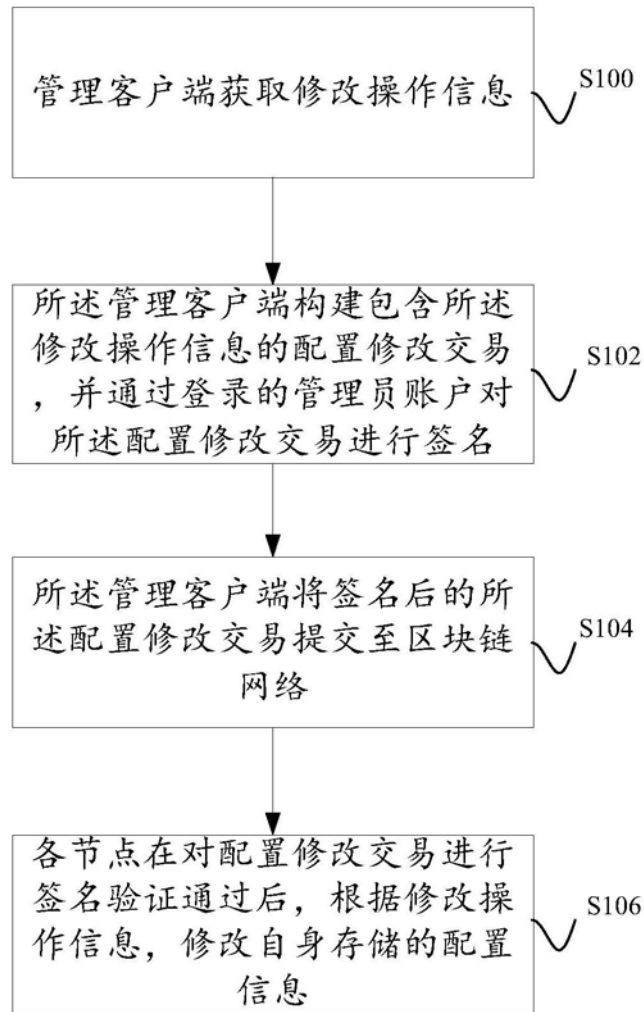 管理客户端获取修改操作信息
S100
所述管理客户端构建包含所述
修改操作信息的配置修改交易
，并通过登录的管理员账户对
所述配置修改交易进行签名
S102
所述管理客户端将签名后的所
述配置修改交易提交至区块链
网络
S104
各节点在对配置修改交易进行
签名验证通过后，根据修改操
作信息，修改自身存储的配置
信息
S106